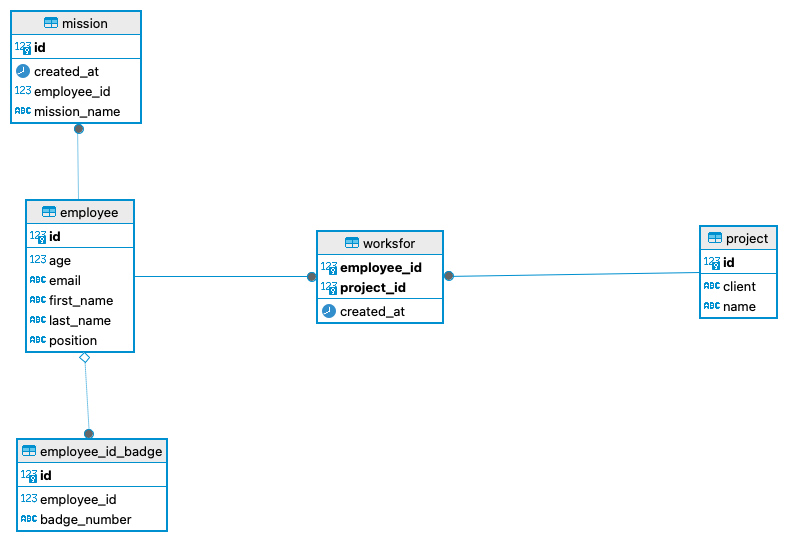 mission
123 id
created_at
123 employee_id
ABC mission_name
employee
123 id
123 age
ABC email
ABC first_name
ABC last_name
ABC position
worksfor
123 employee_id
123 project_id
created_at
project
123 id
ABC client
ABC name
employee_id_badge
123 id
123 employee_id
ABC badge_number